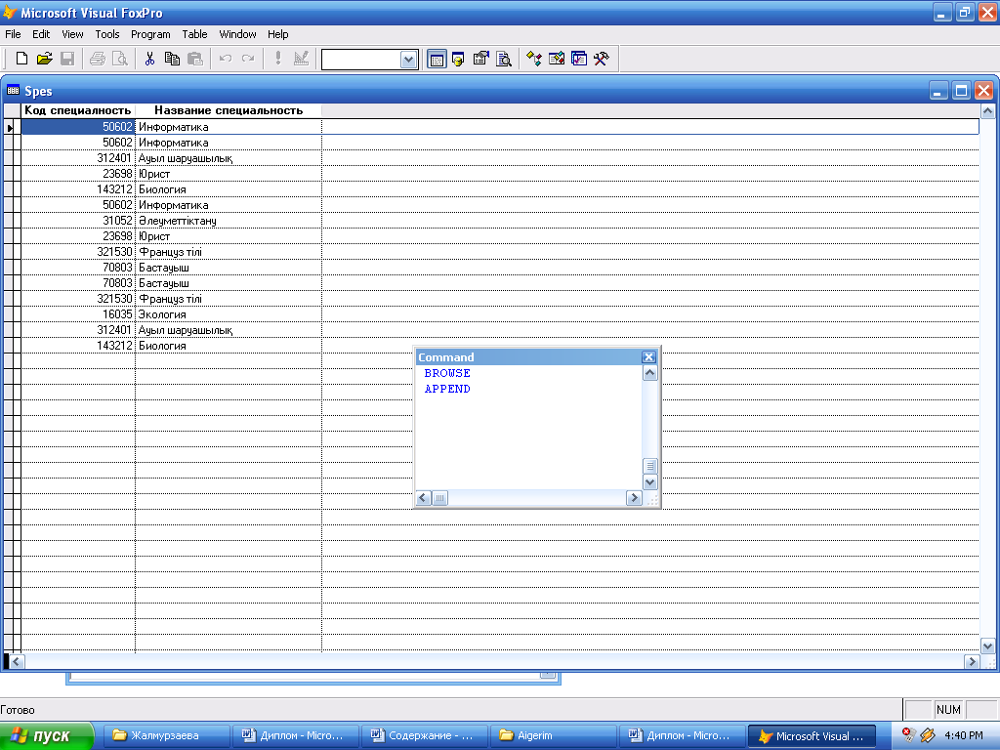 Microsoft Visual FoxPro
File Edit View Tools Program Table Window Help
Spes
Код специалность Название специальность
50602 Информатика
50602 Информатика
312401 Ауыл шаруашылық
23698 Юрист
143212 Биология
50602 Информатика
31052 Әлеуметтіктану
23698 Юрист
321530 Француз тілі
70803 Бастауыш
70803 Бастауыш
321530 Француз тілі
16035 Экология
312401 Ауыл шаруашылық
143212 Биология
Command
BROWSE
APPEND
Готово NUM
пуск Жалмурзаева Диплом - Micro... Содержание - ... Aigerim Диплом - Micro... Microsoft Visual ... 4:40 PM